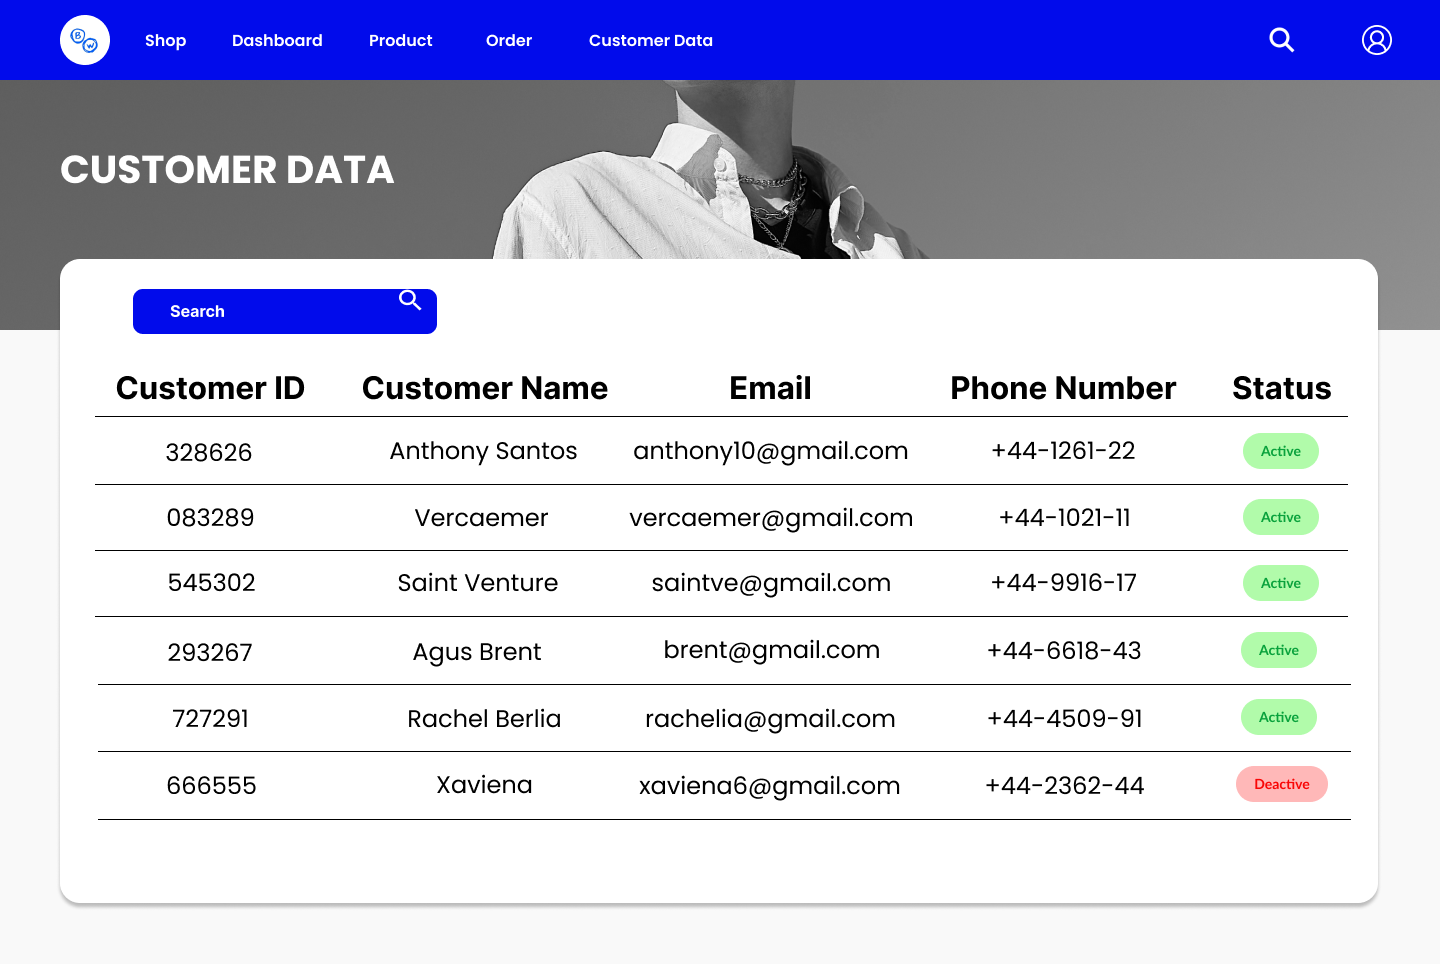 B W
Shop Dashboard Product Order Customer Data
CUSTOMER DATA
Search
Customer ID Customer Name Email Phone Number Status
328626 Anthony Santos anthony10@gmail.com +44-1261-22 Active
083289 Vercaemer vercaemer@gmail.com +44-1021-11 Active
545302 Saint Venture saintve@gmail.com +44-9916-17 Active
293267 Agus Brent brent@gmail.com +44-6618-43 Active
727291 Rachel Berlia rachelia@gmail.com +44-4509-91 Active
666555 Xaviena xaviena6@gmail.com +44-2362-44 Deactive